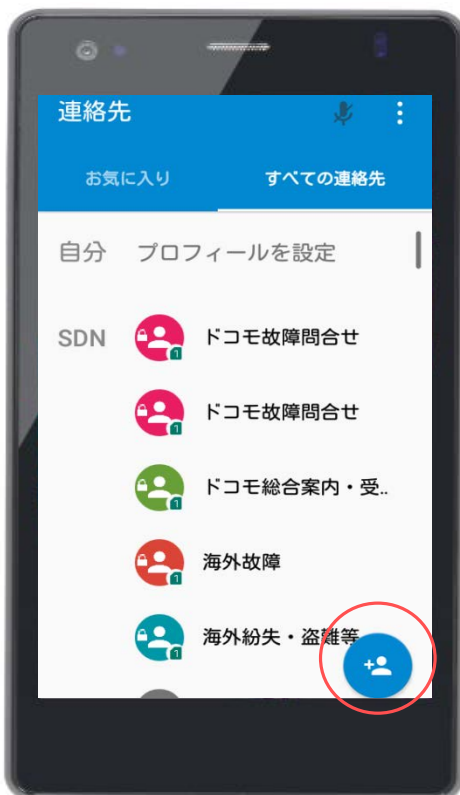 連絡先
お気に入り
すべての連絡先
自分 プロフィールを設定
SDN ドコモ故障問合せ
ドコモ故障問合せ
ドコモ総合案内・受..
海外故障
海外紛失・盗難等